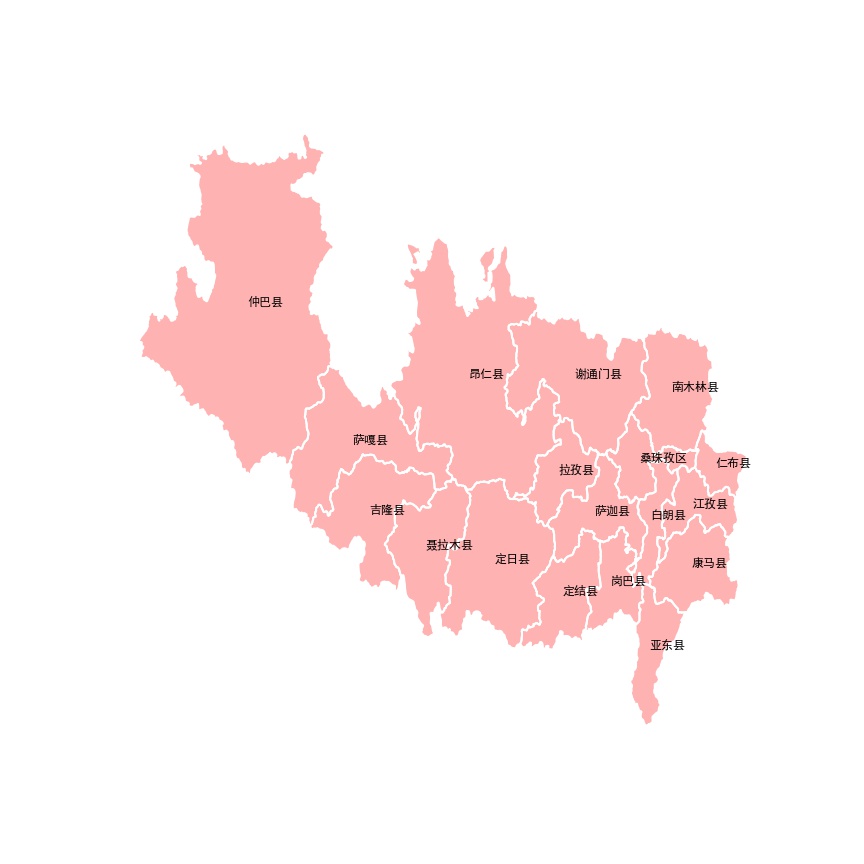 仲巴县
昂仁县
谢通门县
南木林县
萨嘎县
桑珠孜区
仁布县
拉孜县
江孜县
吉隆县
萨迦县
白朗县
聂拉木县
定日县
康马县
岗巴县
定结县
亚东县